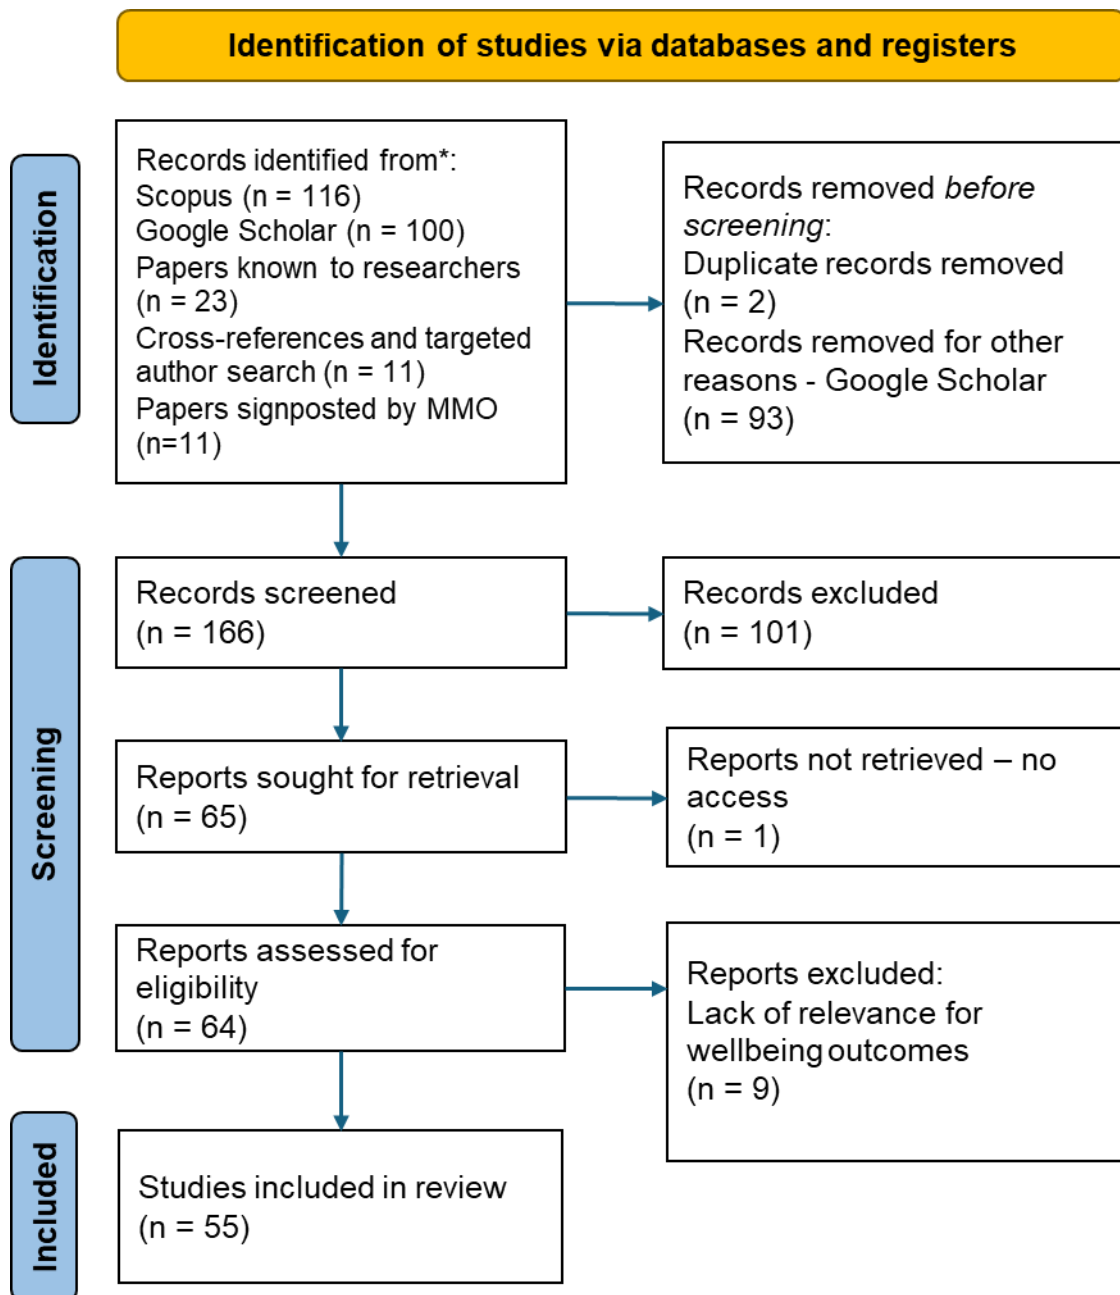 Identification of studies via databases and registers
Identification
Records identified from*:
Scopus (n = 116)
Google Scholar (n = 100)
Papers known to researchers
(n = 23)
Cross-references and targeted
author search (n = 11)
Papers signposted by MMO
(n=11)
Records removed before
screening:
Duplicate records removed
(n = 2)
Records removed for other
reasons - Google Scholar
(n = 93)
Screening
Records screened
(n = 166)
Records excluded
(n = 101)
Reports sought for retrieval
(n = 65)
Reports not retrieved – no
access
(n = 1)
Reports assessed for
eligibility
(n = 64)
Reports excluded:
Lack of relevance for
wellbeing outcomes
(n = 9)
Included
Studies included in review
(n = 55)